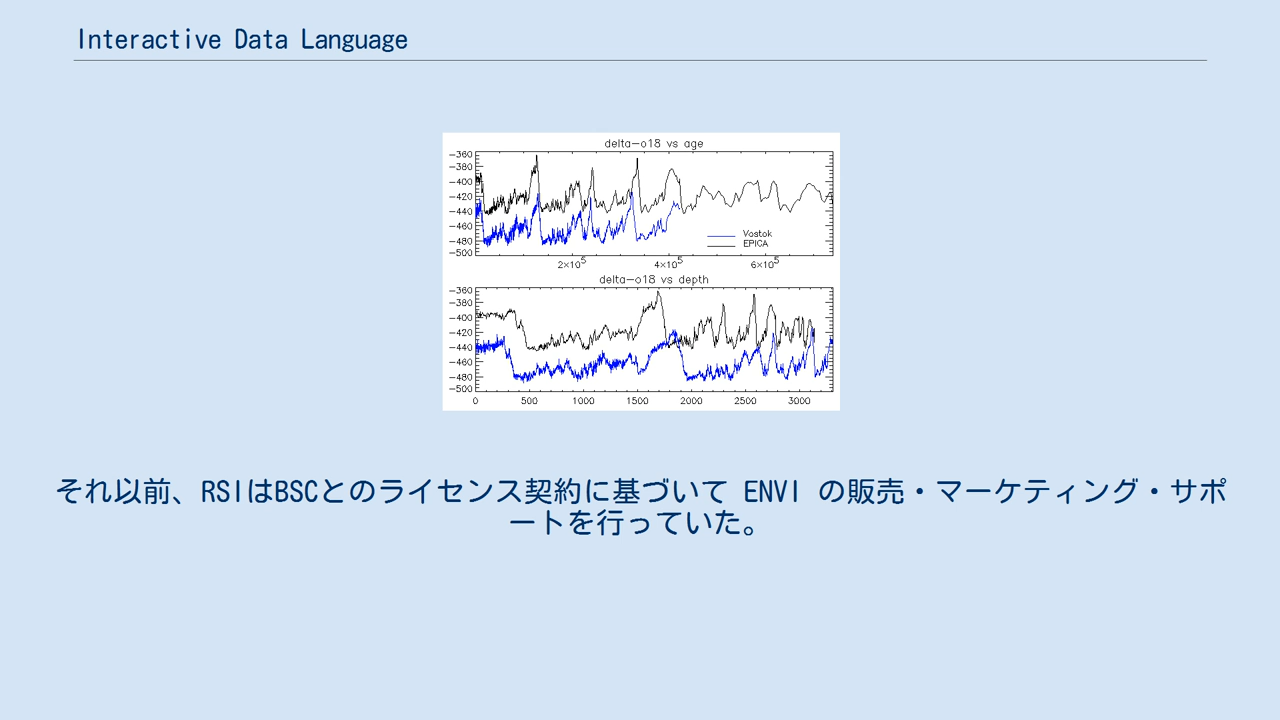 Interactive Data Language
delta-o18 vs age
-360
-380
-400
-420
-440
-460
-480
-500
Vostok
EPICA
2×10⁵ 4×10⁵ 6×10⁵
delta-o18 vs depth
-360
-380
-400
-420
-440
-460
-480
-500
0 500 1000 1500 2000 2500 3000
それ以前、RSIはBSCとのライセンス契約に基づいて ENVI の販売・マーケティング・サポ
ートを行っていた。